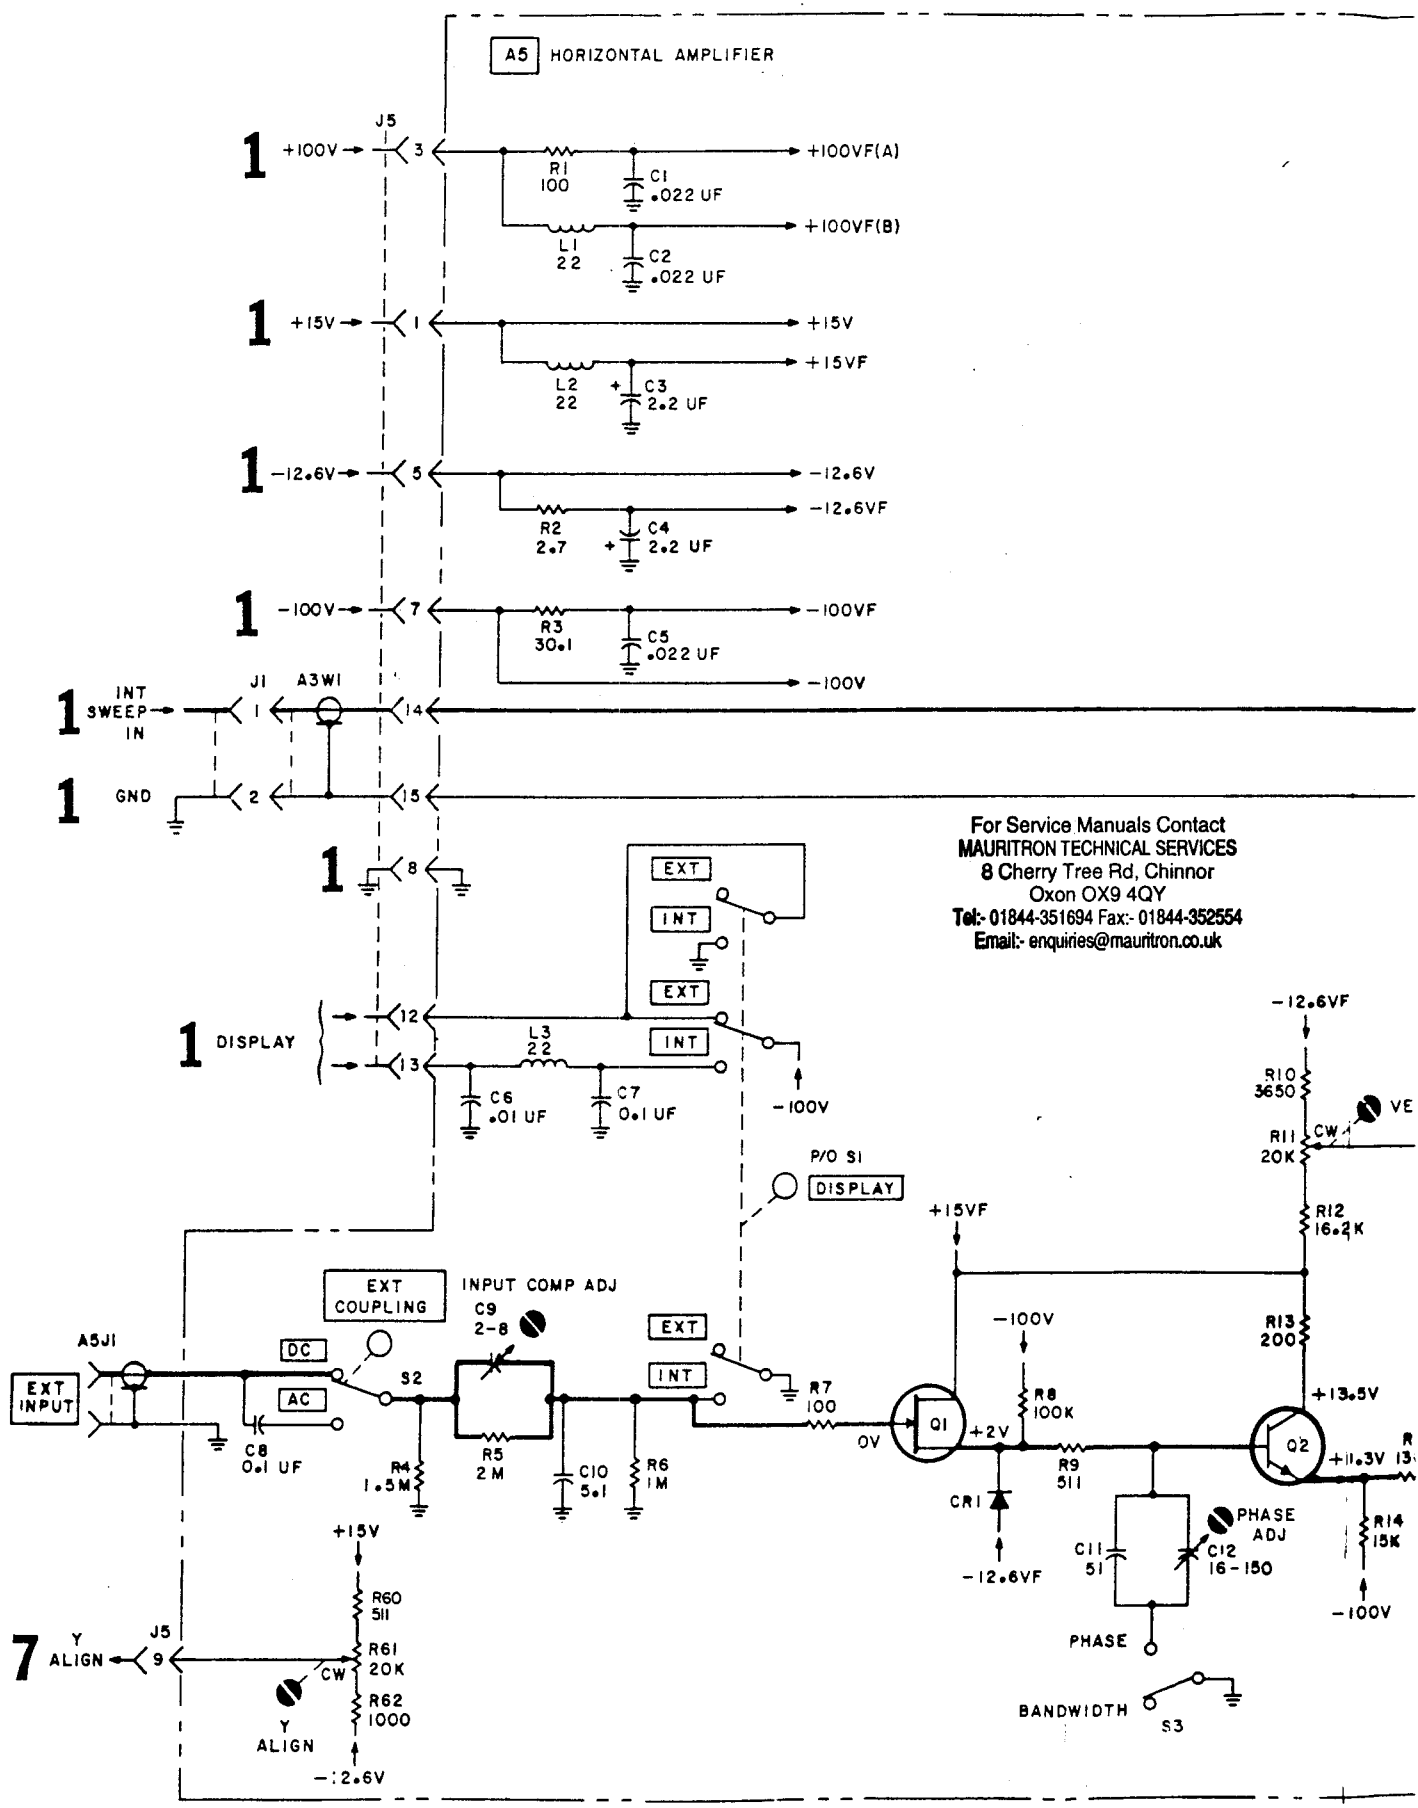 A5 HORIZONTAL AMPLIFIER
J5
1 +100V 3 +100VF(A)
R1
100
C1
.022 UF
+100VF(B)
L1
22
C2
.022 UF
1 +15V 1 +15V
+15VF
L2
22
+ C3
2.2 UF
1 -12.6V 5 -12.6V
-12.6VF
R2
2.7
C4
+ 2.2 UF
1 -100V 7 -100VF
R3
30.1
C5
.022 UF
-100V
1 INT
SWEEP
IN
J1
1
A3W1
14
1 GND 2 15
For Service Manuals Contact
MAURITRON TECHNICAL SERVICES
8 Cherry Tree Rd, Chinnor
Oxon OX9 4QY
Tel:- 01844-351694 Fax:- 01844-352554
Email:- enquiries@mauritron.co.uk
1 8
EXT
INT
EXT
INT
1 DISPLAY
12
13
L3
22
C6
.01 UF
C7
0.1 UF
-100V
-12.6VF
R10
3650
R11
20K
CW
VE
R12
16.2K
P/O S1
DISPLAY
+15VF
EXT
COUPLING
INPUT COMP ADJ
C9
2-8
A5J1
EXT
INPUT
DC
AC
S2
C8
0.1 UF
R4
1.5M
R5
2M
C10
5.1
R6
1M
EXT
INT
R7
100
0V
Q1
+2V
-100V
R8
100K
R9
511
CR1
-12.6VF
R13
200
+13.5V
Q2
+11.3V
R
13
R14
15K
-100V
C11
51
PHASE
ADJ
C12
16-150
PHASE
BANDWIDTH
S3
+15V
R60
511
7 Y
ALIGN
J5
9
CW
R61
20K
R62
1000
Y
ALIGN
-12.6V